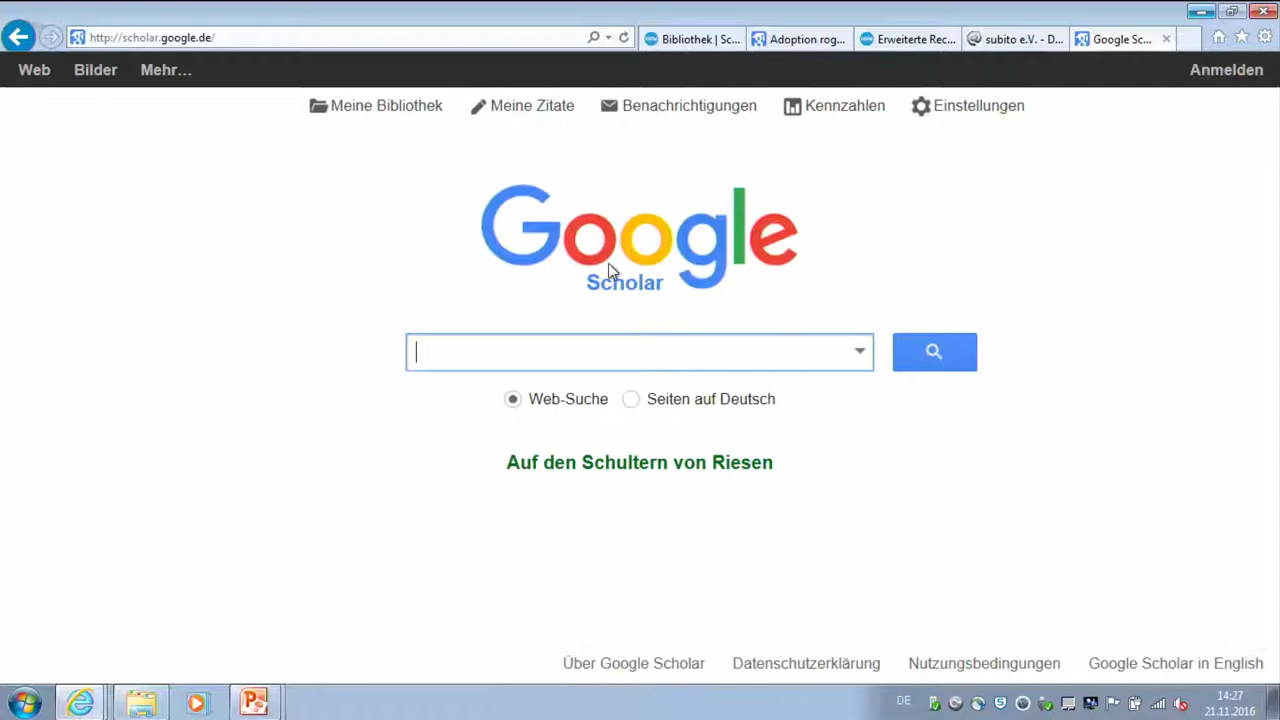 http://scholar.google.de/
Bibliothek | Sc...
Adoption rog...
Erweiterte Rec...
subito e.V. - D...
Google Sc...
Web
Bilder
Mehr...
Anmelden
Meine Bibliothek
Meine Zitate
Benachrichtigungen
Kennzahlen
Einstellungen
Google
Scholar
Web-Suche
Seiten auf Deutsch
Auf den Schultern von Riesen
Über Google Scholar
Datenschutzerklärung
Nutzungsbedingungen
Google Scholar in English
DE
14:27
21.11.2016